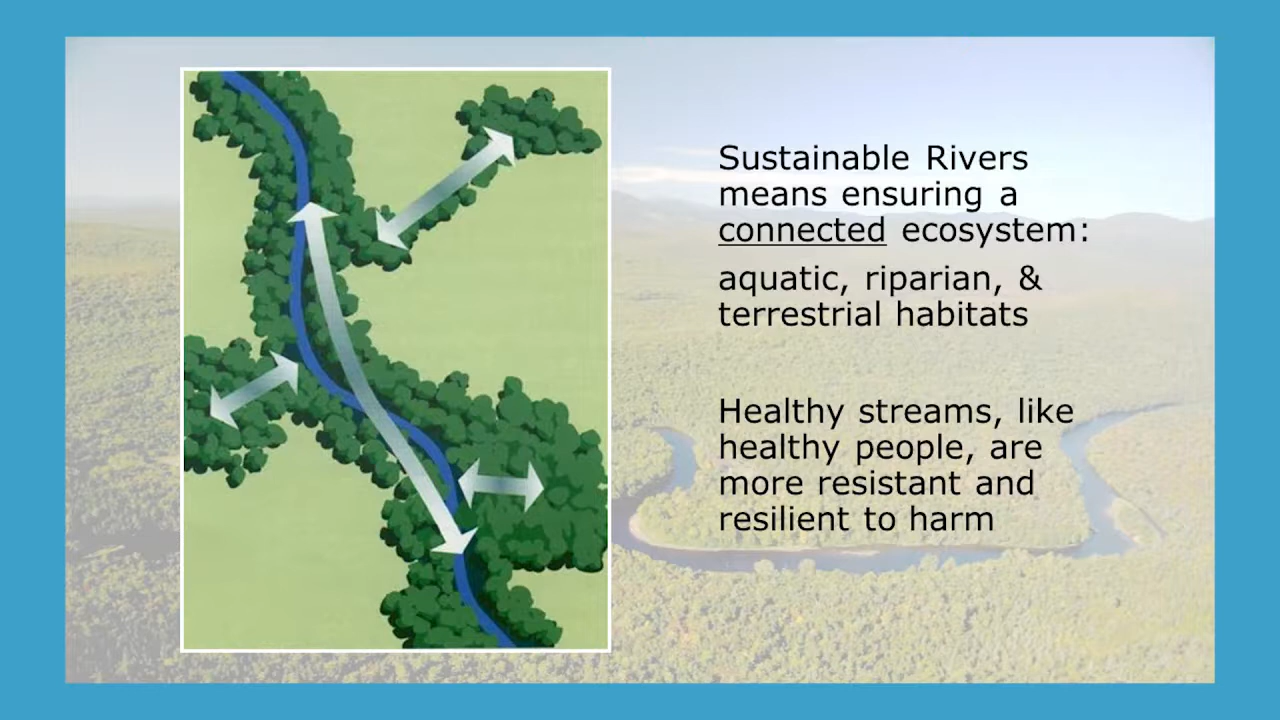 Sustainable Rivers
means ensuring a
connected ecosystem:
aquatic, riparian, &
terrestrial habitats
Healthy streams, like
healthy people, are
more resistant and
resilient to harm